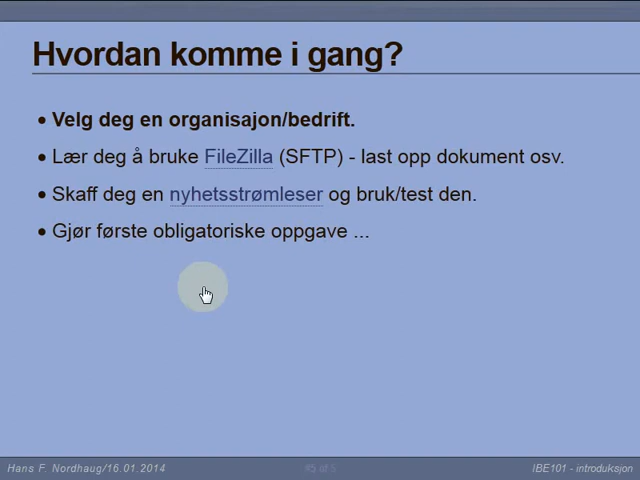 Hvordan komme i gang?
• Velg deg en organisajon/bedrift.
• Lær deg å bruke FileZilla (SFTP) - last opp dokument osv.
• Skaff deg en nyhetsstrømleser og bruk/test den.
• Gjør første obligatoriske oppgave ...
Hans F. Nordhaug/16.01.2014
#5 of 5
IBE101 - introduksjon